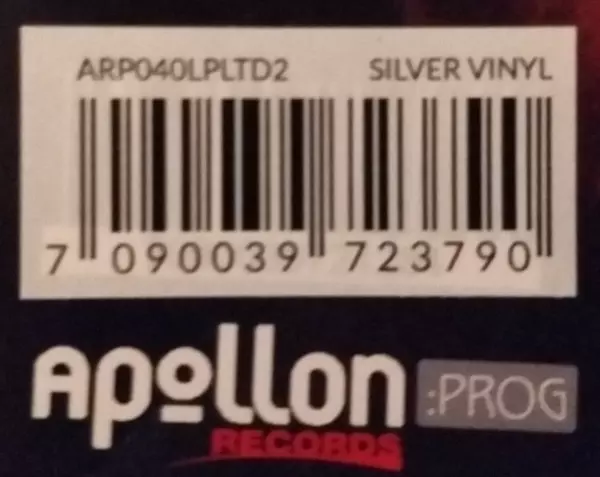 ARP040LPLTD2 SILVER VINYL
7 090039 723790
Apollon :PROG
RECORDS